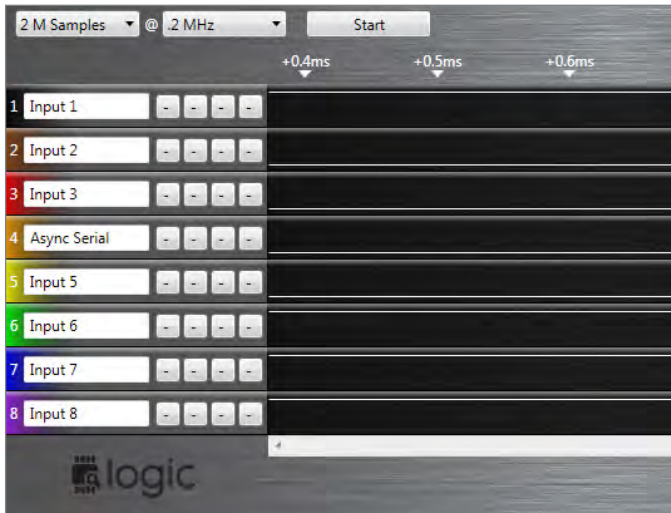 2 M Samples @ .2 MHz Start
+0.4ms +0.5ms +0.6ms
1 Input 1 - - - -
2 Input 2 - - - -
3 Input 3 - - - -
4 Async Serial - - - -
5 Input 5 - - - -
6 Input 6 - - - -
7 Input 7 - - - -
8 Input 8 - - - -
logic